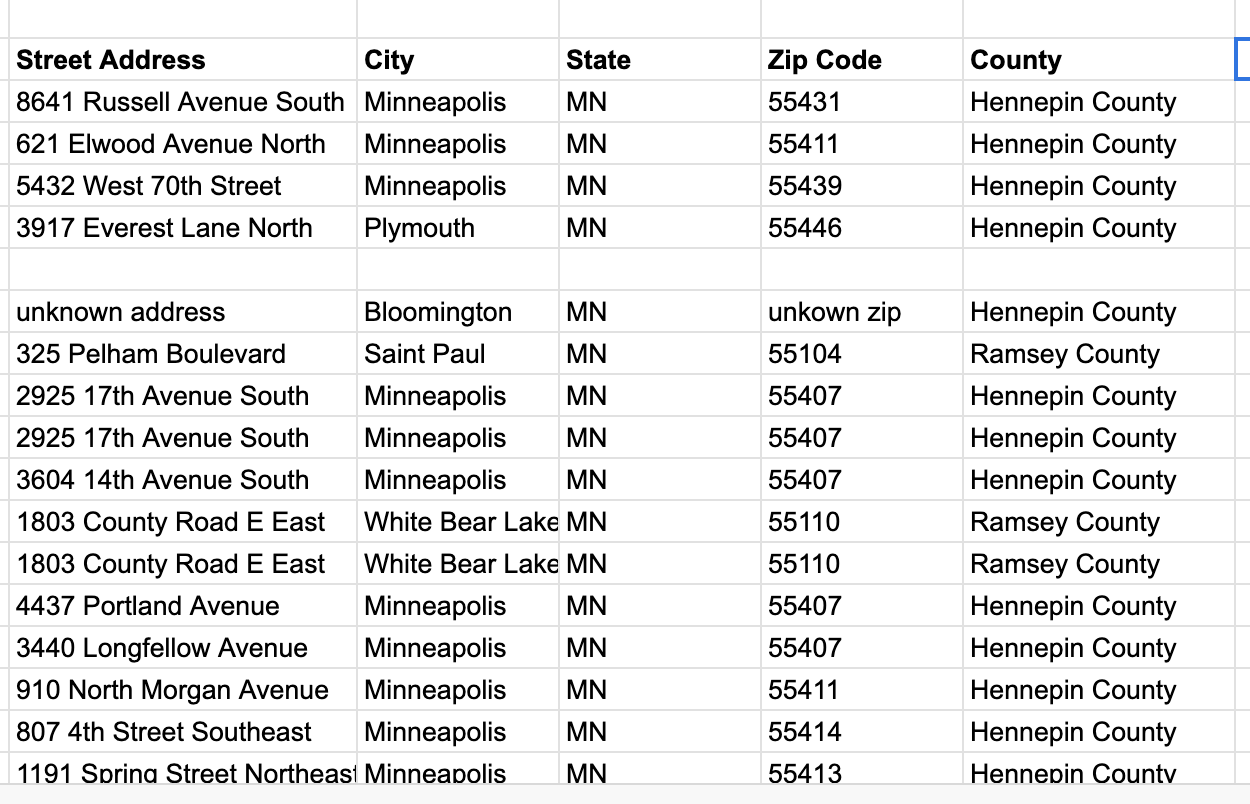 Street Address City State Zip Code County
8641 Russell Avenue South Minneapolis MN 55431 Hennepin County
621 Elwood Avenue North Minneapolis MN 55411 Hennepin County
5432 West 70th Street Minneapolis MN 55439 Hennepin County
3917 Everest Lane North Plymouth MN 55446 Hennepin County
unknown address Bloomington MN unkown zip Hennepin County
325 Pelham Boulevard Saint Paul MN 55104 Ramsey County
2925 17th Avenue South Minneapolis MN 55407 Hennepin County
2925 17th Avenue South Minneapolis MN 55407 Hennepin County
3604 14th Avenue South Minneapolis MN 55407 Hennepin County
1803 County Road E East White Bear Lake MN 55110 Ramsey County
1803 County Road E East White Bear Lake MN 55110 Ramsey County
4437 Portland Avenue Minneapolis MN 55407 Hennepin County
3440 Longfellow Avenue Minneapolis MN 55407 Hennepin County
910 North Morgan Avenue Minneapolis MN 55411 Hennepin County
807 4th Street Southeast Minneapolis MN 55414 Hennepin County
1191 Spring Street Northeast Minneapolis MN 55413 Hennepin County